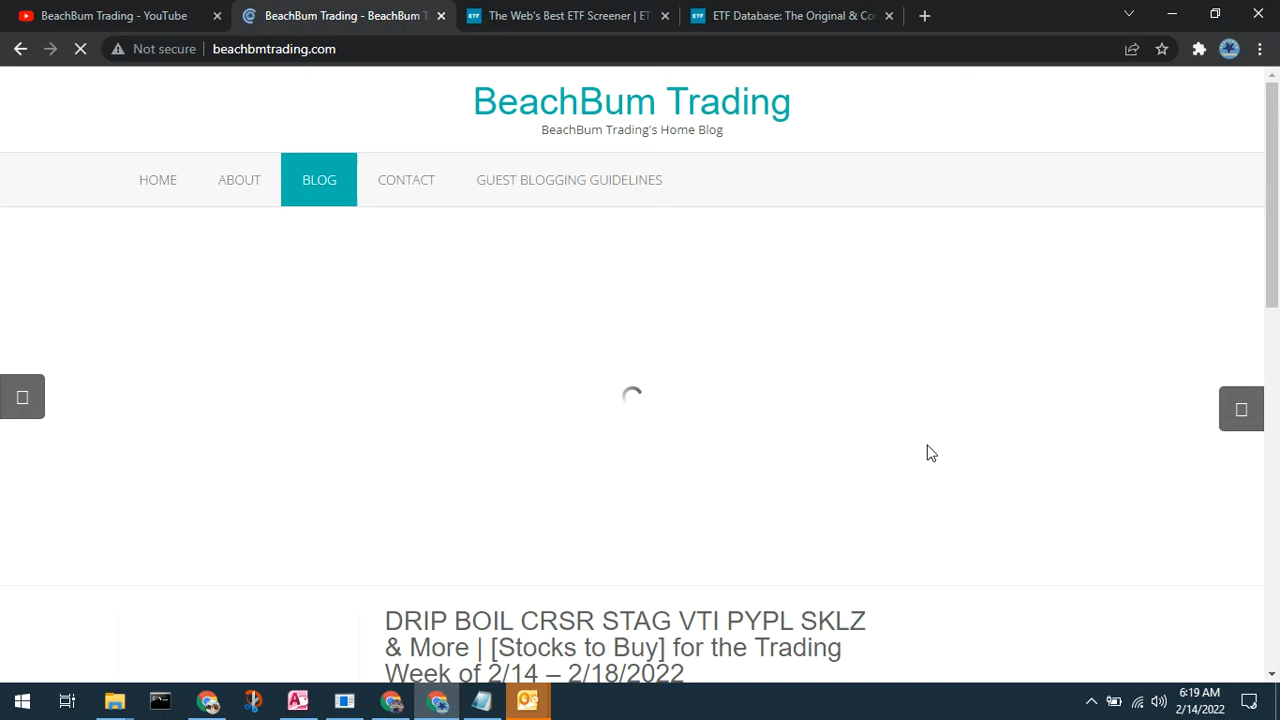 BeachBum Trading - YouTube
BeachBum Trading - BeachBum T
The Web's Best ETF Screener | ET
ETF Database: The Original & Co
Not secure
beachbmtrading.com
BeachBum Trading
BeachBum Trading's Home Blog
HOME
ABOUT
BLOG
CONTACT
GUEST BLOGGING GUIDELINES
DRIP BOIL CRSR STAG VTI PYPL SKLZ
& More | [Stocks to Buy] for the Trading
Week of 2/14 – 2/18/2022
6:19 AM
2/14/2022